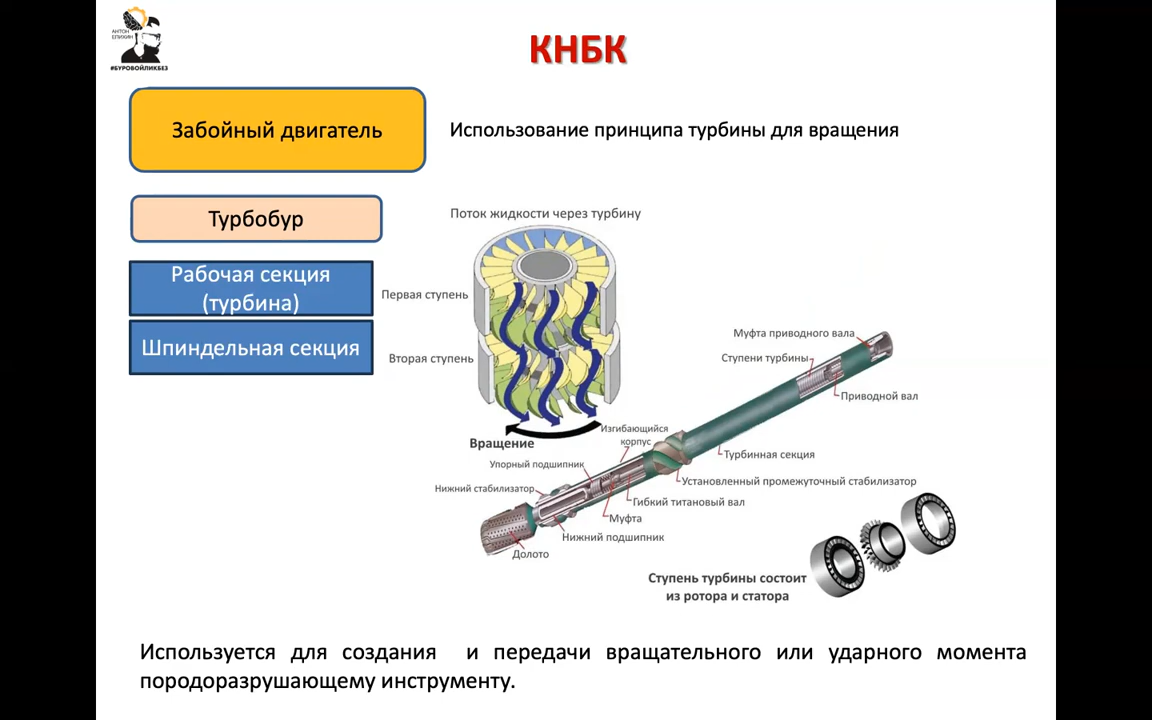 АНТОН
ЕПИХИН
#БУРОВОЙЛИКБЕЗ
КНБК
Забойный двигатель
Использование принципа турбины для вращения
Турбобур
Рабочая секция
(турбина)
Шпиндельная секция
Поток жидкости через турбину
Первая ступень
Вторая ступень
Вращение
Муфта приводного вала
Ступени турбины
Приводной вал
Изгибающийся
корпус
Турбинная секция
Упорный подшипник
Установленный промежуточный стабилизатор
Нижний стабилизатор
Гибкий титановый вал
Муфта
Нижний подшипник
Долото
Ступень турбины состоит
из ротора и статора
Используется для создания и передачи вращательного или ударного момента
породоразрушающему инструменту.